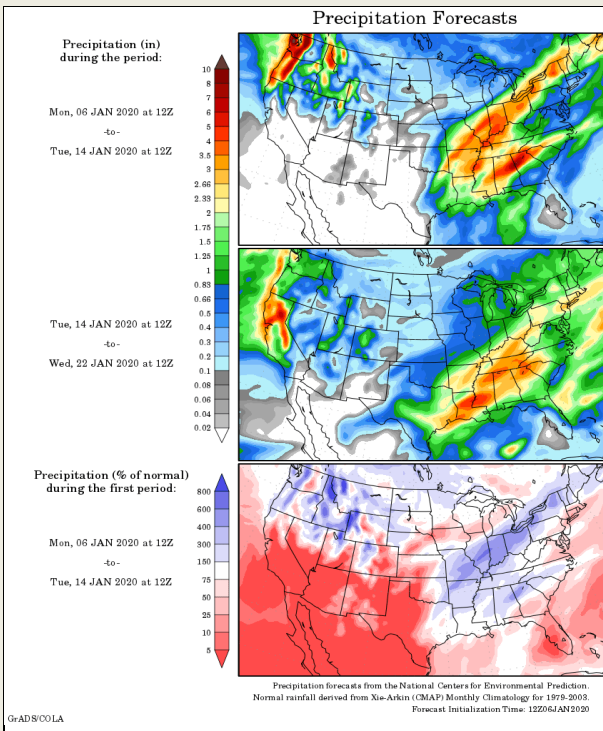 Precipitation Forecasts
Precipitation (in)
during the period:
Mon, 06 JAN 2020 at 12Z
-to-
Tue, 14 JAN 2020 at 12Z
10
8
7
6
5
4
3.5
3
2.66
2.33
2
1.75
1.5
1.25
1
0.83
0.66
0.5
0.4
0.3
0.2
0.1
0.08
0.06
0.04
0.02
Tue, 14 JAN 2020 at 12Z
-to-
Wed, 22 JAN 2020 at 12Z
Precipitation (% of normal)
during the first period:
Mon, 06 JAN 2020 at 12Z
-to-
Tue, 14 JAN 2020 at 12Z
800
600
400
300
150
75
50
25
10
5
Precipitation forecasts from the National Centers for Environmental Prediction.
Normal rainfall derived from Xie-Arkin (CMAP) Monthly Climatology for 1979-2003.
Forecast Initialization Time: 12Z06JAN2020
GrADS/COLA